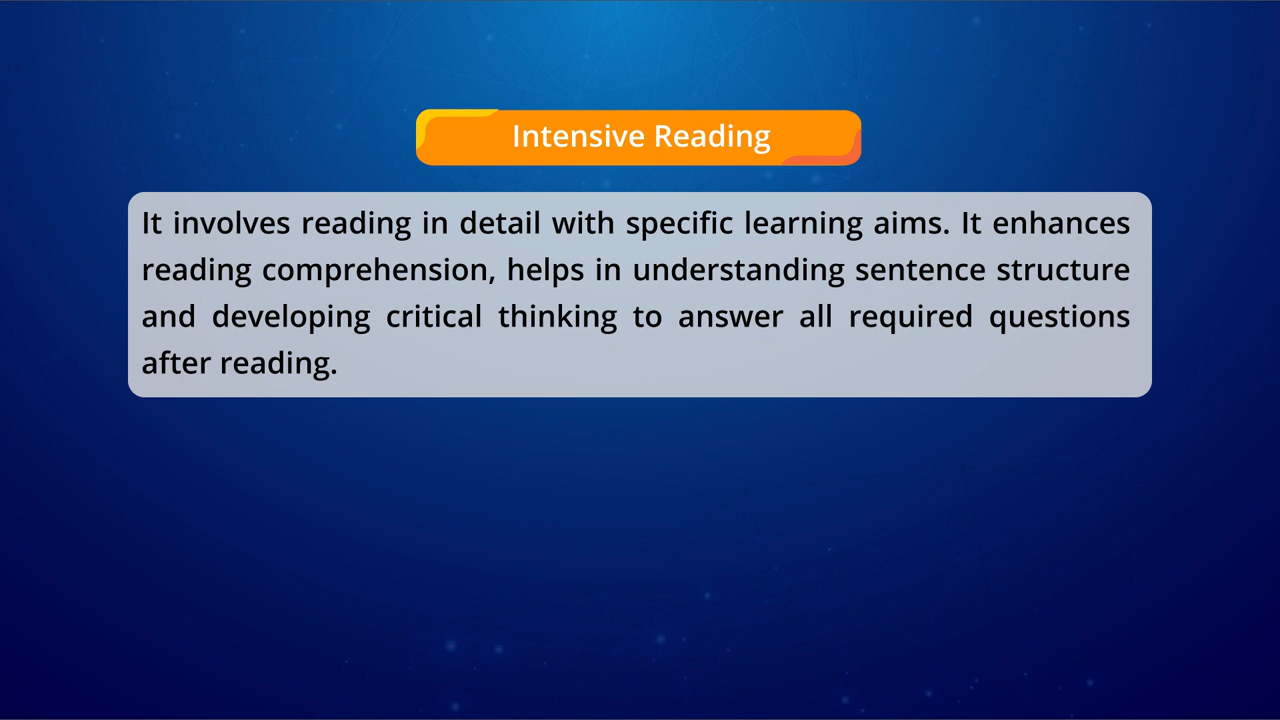 Intensive Reading
It involves reading in detail with specific learning aims. It enhances
reading comprehension, helps in understanding sentence structure
and developing critical thinking to answer all required questions
after reading.